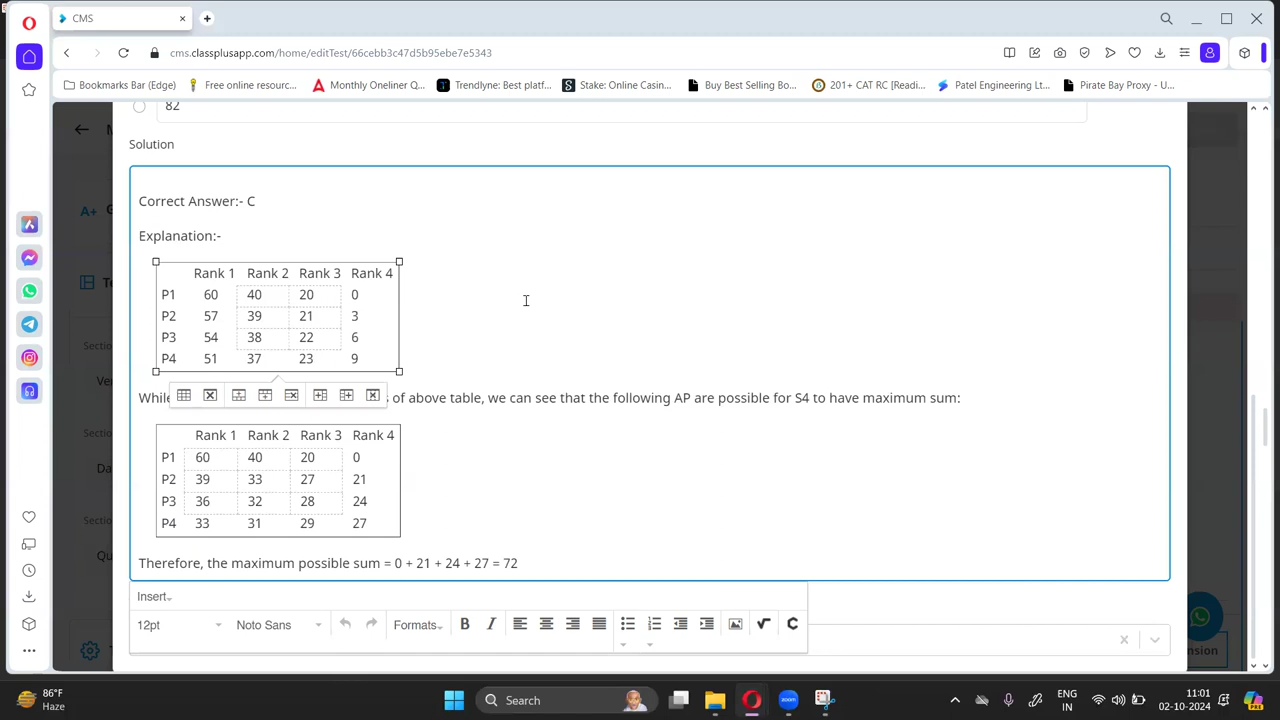 CMS
cms.classplusapp.com/home/editTest/66cebb3c47d5b95ebe7e5343
Bookmarks Bar (Edge)
Free online resourc...
Monthly Oneliner Q...
Trendlyne: Best platf...
Stake: Online Casin...
Buy Best Selling Bo...
201+ CAT RC [Readi...
Patel Engineering Lt...
Pirate Bay Proxy – U...
82
Solution
A+
Correct Answer:- C
Explanation:-
Rank 1 Rank 2 Rank 3 Rank 4
P1 60 40 20 0
P2 57 39 21 3
P3 54 38 22 6
P4 51 37 23 9
While of above table, we can see that the following AP are possible for S4 to have maximum sum:
Rank 1 Rank 2 Rank 3 Rank 4
P1 60 40 20 0
P2 39 33 27 21
P3 36 32 28 24
P4 33 31 29 27
Therefore, the maximum possible sum = 0 + 21 + 24 + 27 = 72
Insert
12pt Noto Sans Formats B I C
86°F
Haze
Search
zoom
ENG
IN
11:01
02-10-2024